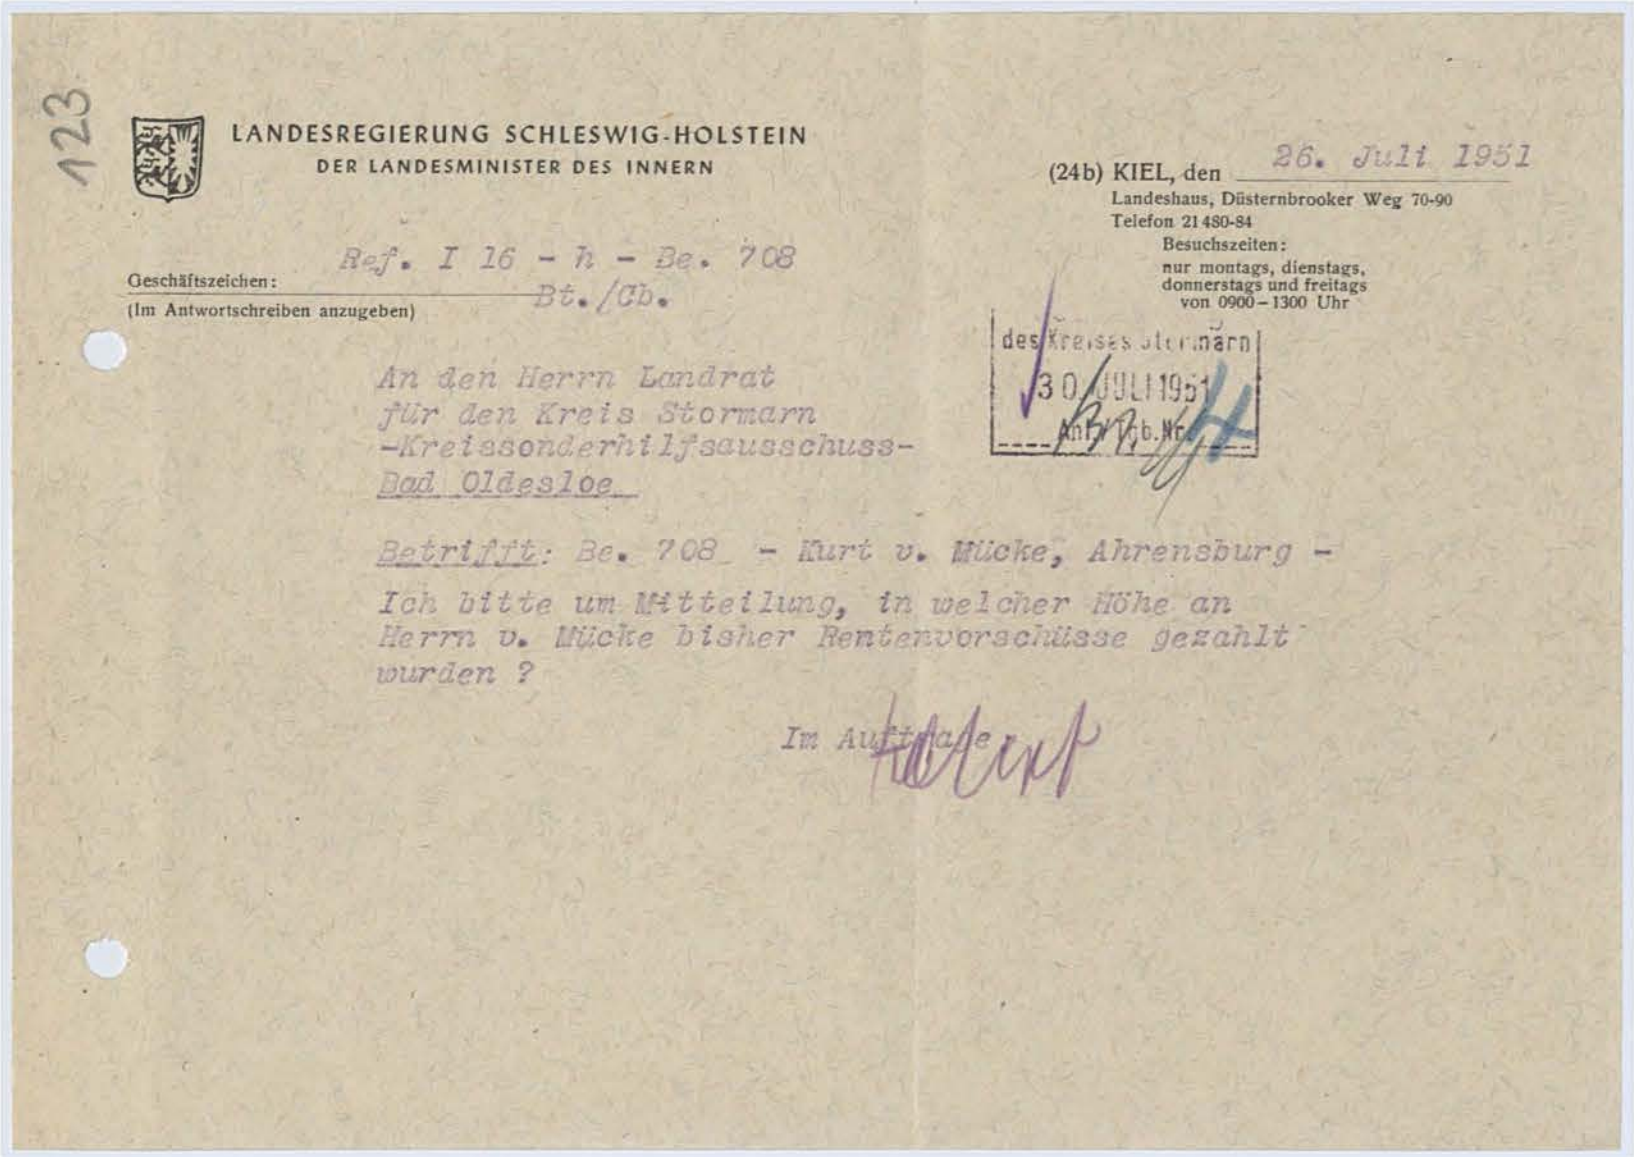 123
LANDESREGIERUNG SCHLESWIG-HOLSTEIN
DER LANDESMINISTER DES INNERN
(24b) KIEL, den 26. Juli 1951
Landeshaus, Düsternbrooker Weg 70-90
Telefon 21480-84
Besuchszeiten:
nur montags, dienstags,
donnerstags und freitags
von 0900–1300 Uhr
Geschäftszeichen: Ref. I 16 - h - Be. 708
Bt./Cb.
(Im Antwortschreiben anzugeben)
des Kreises Stormarn
30. JULI 1951
An den Herrn Landrat
für den Kreis Stormarn
-Kreissonderhilfsausschuss-
Bad Oldesloe
Betrifft: Be. 708 - Kurt v. Mücke, Ahrensburg -
Ich bitte um Mitteilung, in welcher Höhe an
Herrn v. Mücke bisher Rentenvorschüsse gezahlt
wurden ?
Im Auftrage